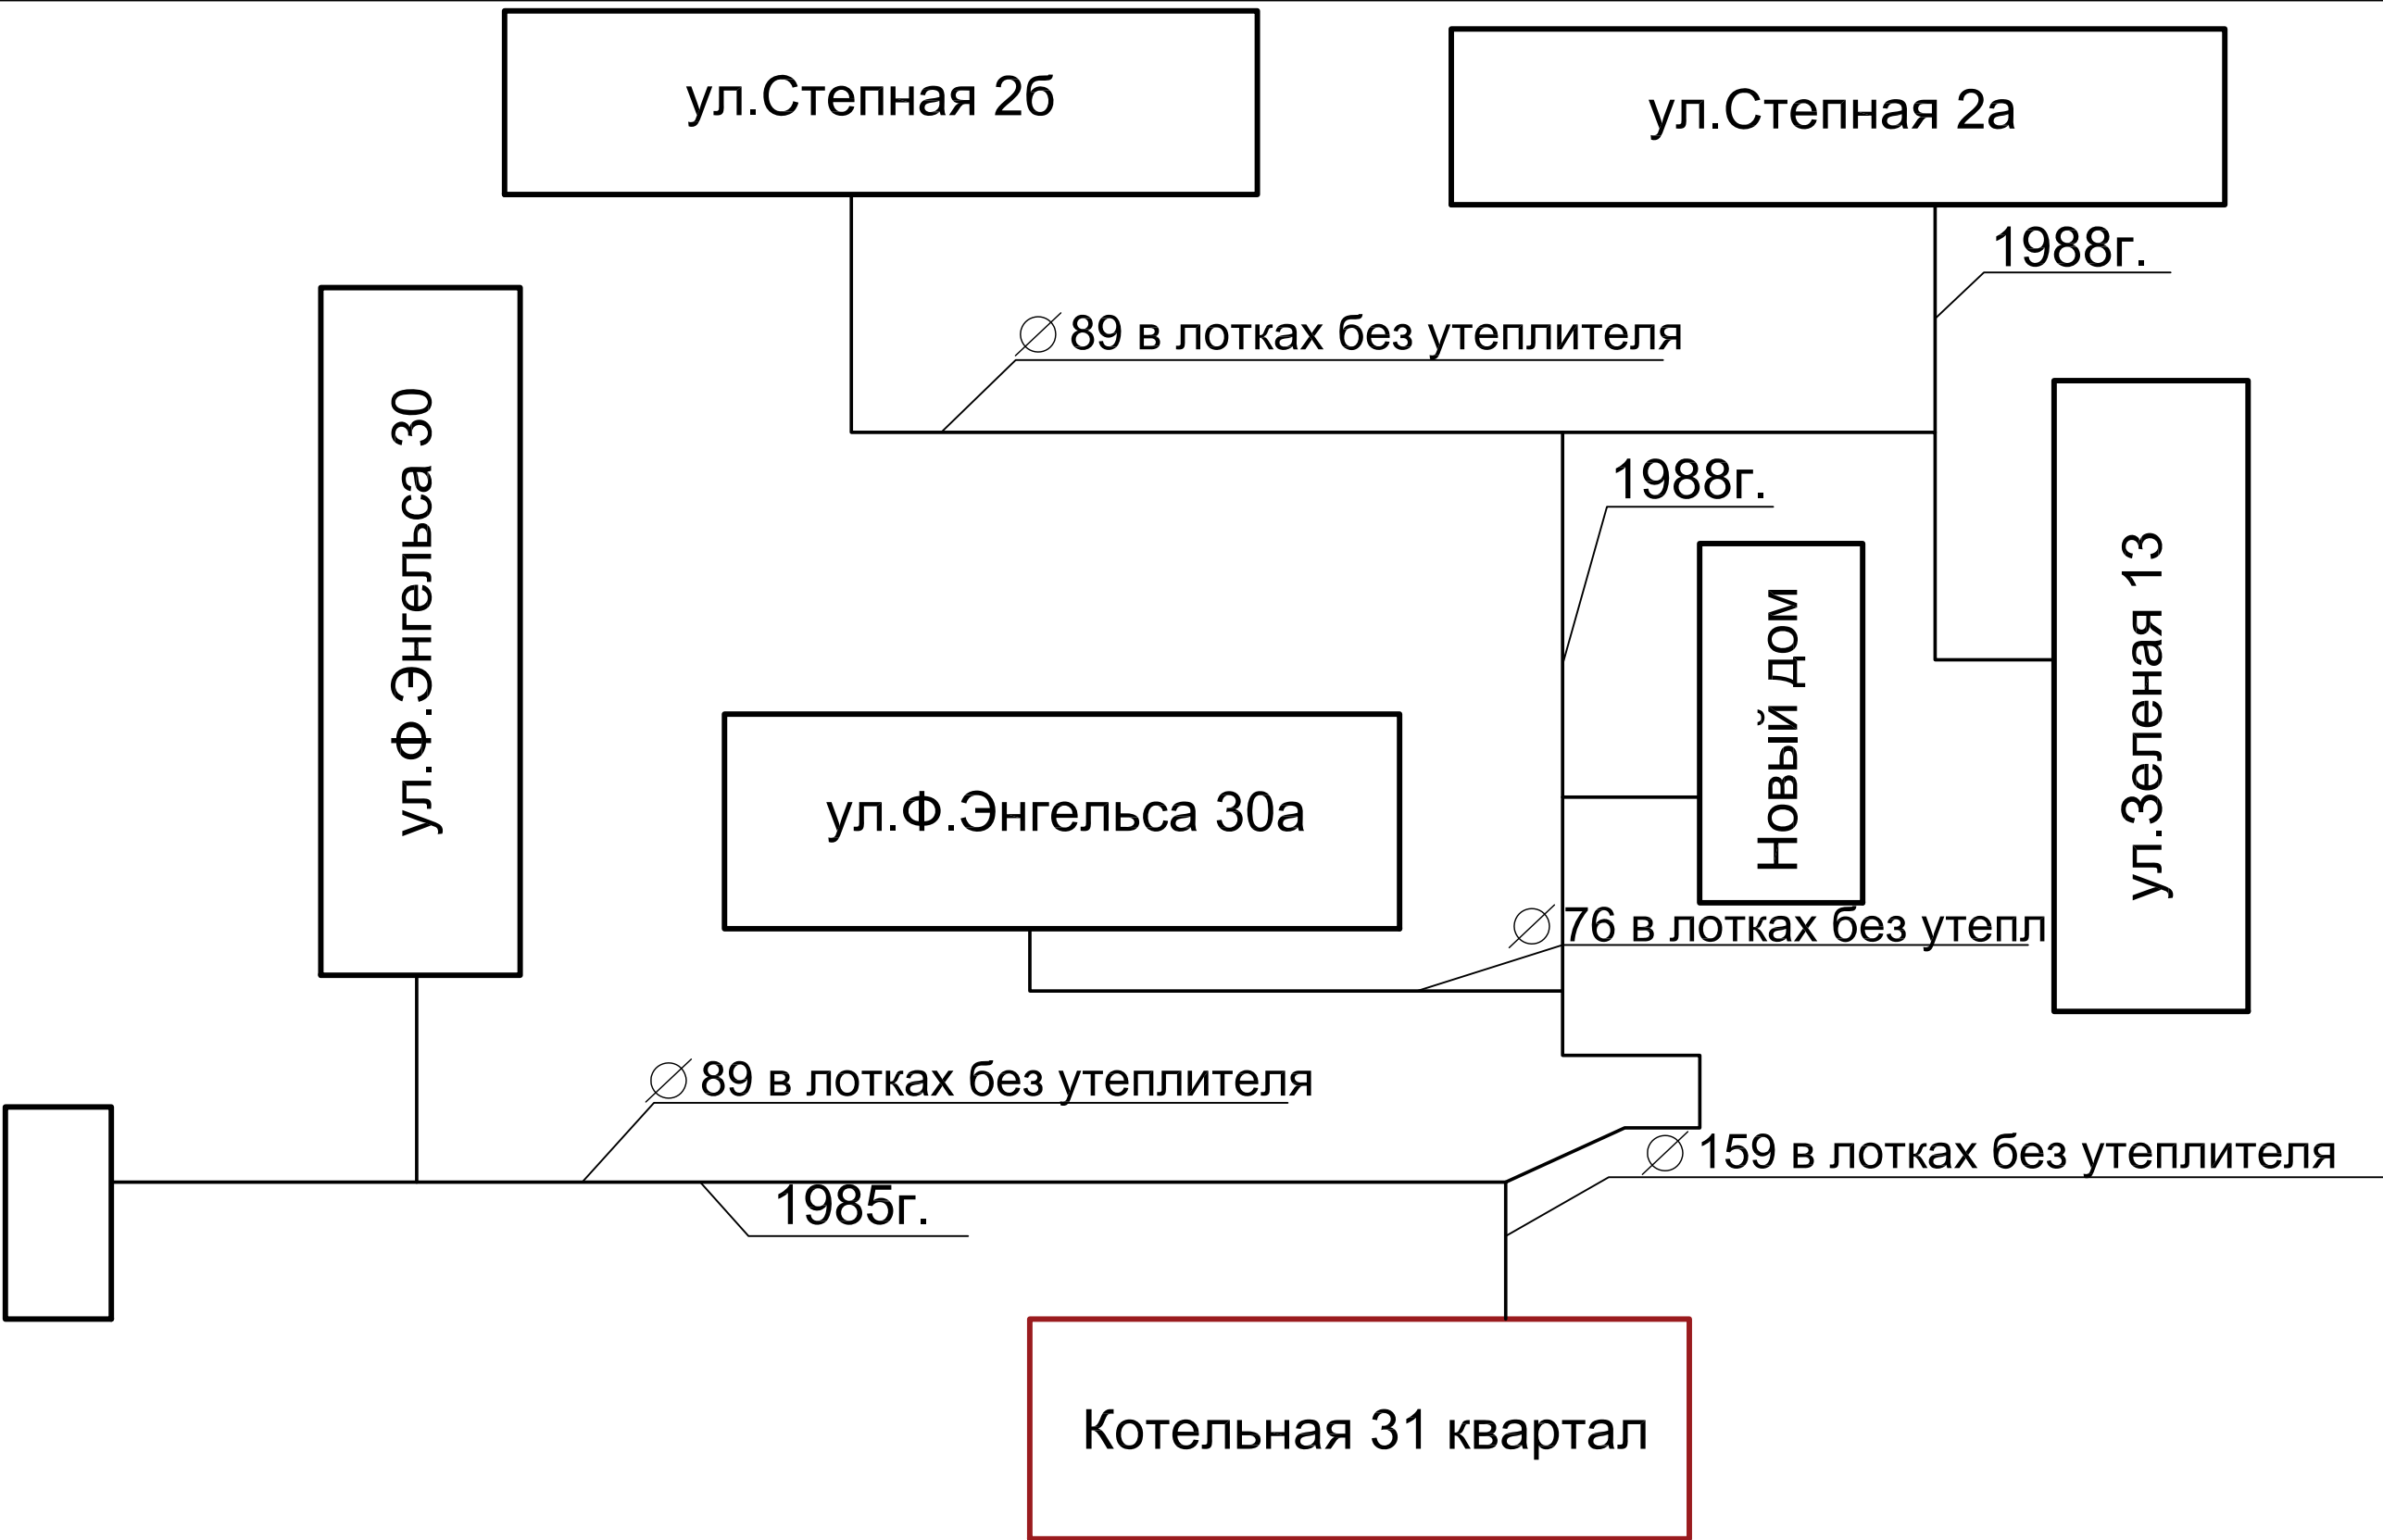 ул.Степная 2б
ул.Степная 2а
1988г.
89 в лотках без утеплителя
ул.Ф.Энгельса 30
1988г.
Новый дом
ул.Зеленая 13
ул.Ф.Энгельса 30а
76 в лотках без утепл
89 в лотках без утеплителя
159 в лотках без утеплителя
1985г.
Котельная 31 квартал